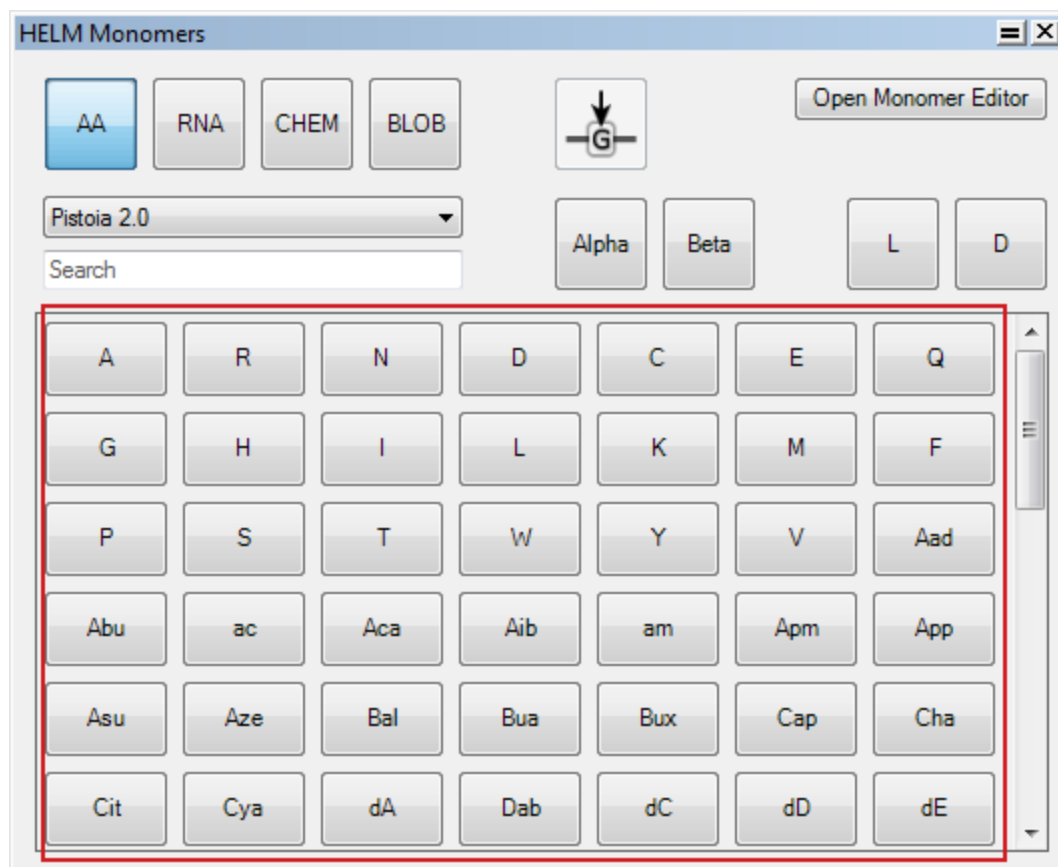 HELM Monomers
AA RNA CHEM BLOB G Open Monomer Editor
Pistoia 2.0
Search
Alpha Beta L D
A R N D C E Q
G H I L K M F
P S T W Y V Aad
Abu ac Aca Aib am Apm App
Asu Aze Bal Bua Bux Cap Cha
Cit Cya dA Dab dC dD dE